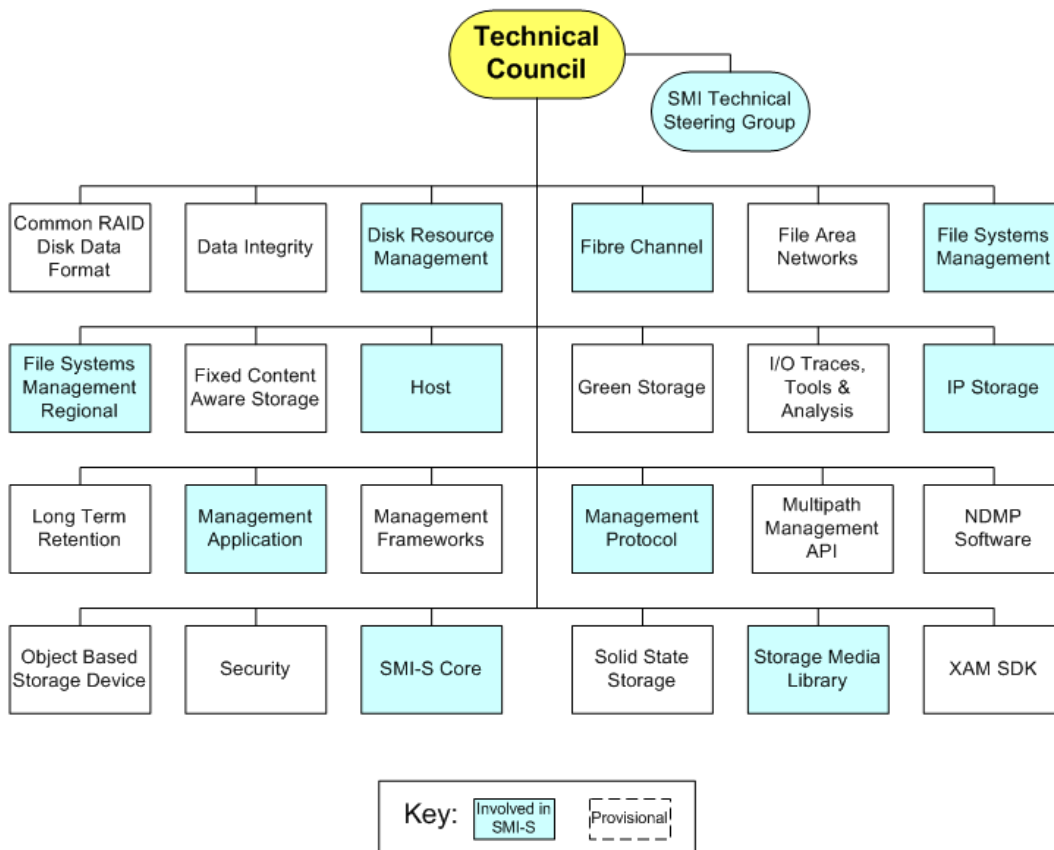 Technical
Council
SMI Technical
Steering Group
Common RAID
Disk Data
Format
Data Integrity
Disk Resource
Management
Fibre Channel
File Area
Networks
File Systems
Management
File Systems
Management
Regional
Fixed Content
Aware Storage
Host
Green Storage
I/O Traces,
Tools &
Analysis
IP Storage
Long Term
Retention
Management
Application
Management
Frameworks
Management
Protocol
Multipath
Management
API
NDMP
Software
Object Based
Storage Device
Security
SMI-S Core
Solid State
Storage
Storage Media
Library
XAM SDK
Key:
Involved in
SMI-S
Provisional